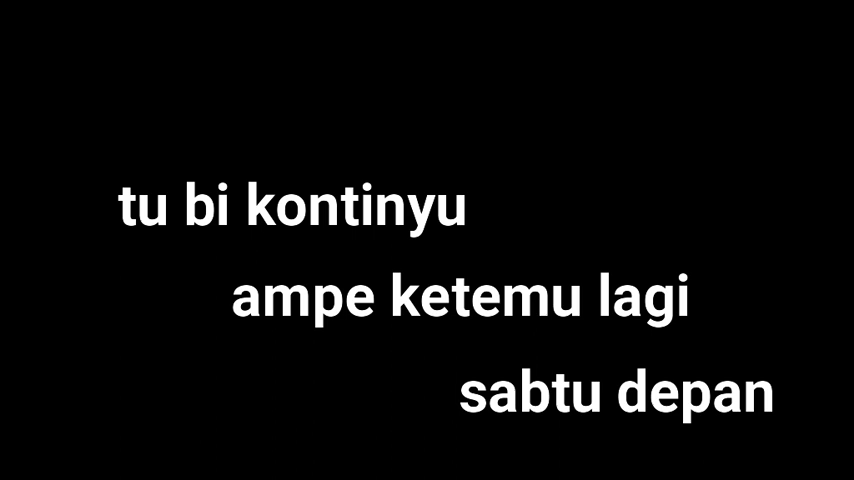 tu bi kontinyu
ampe ketemu lagi
sabtu depan